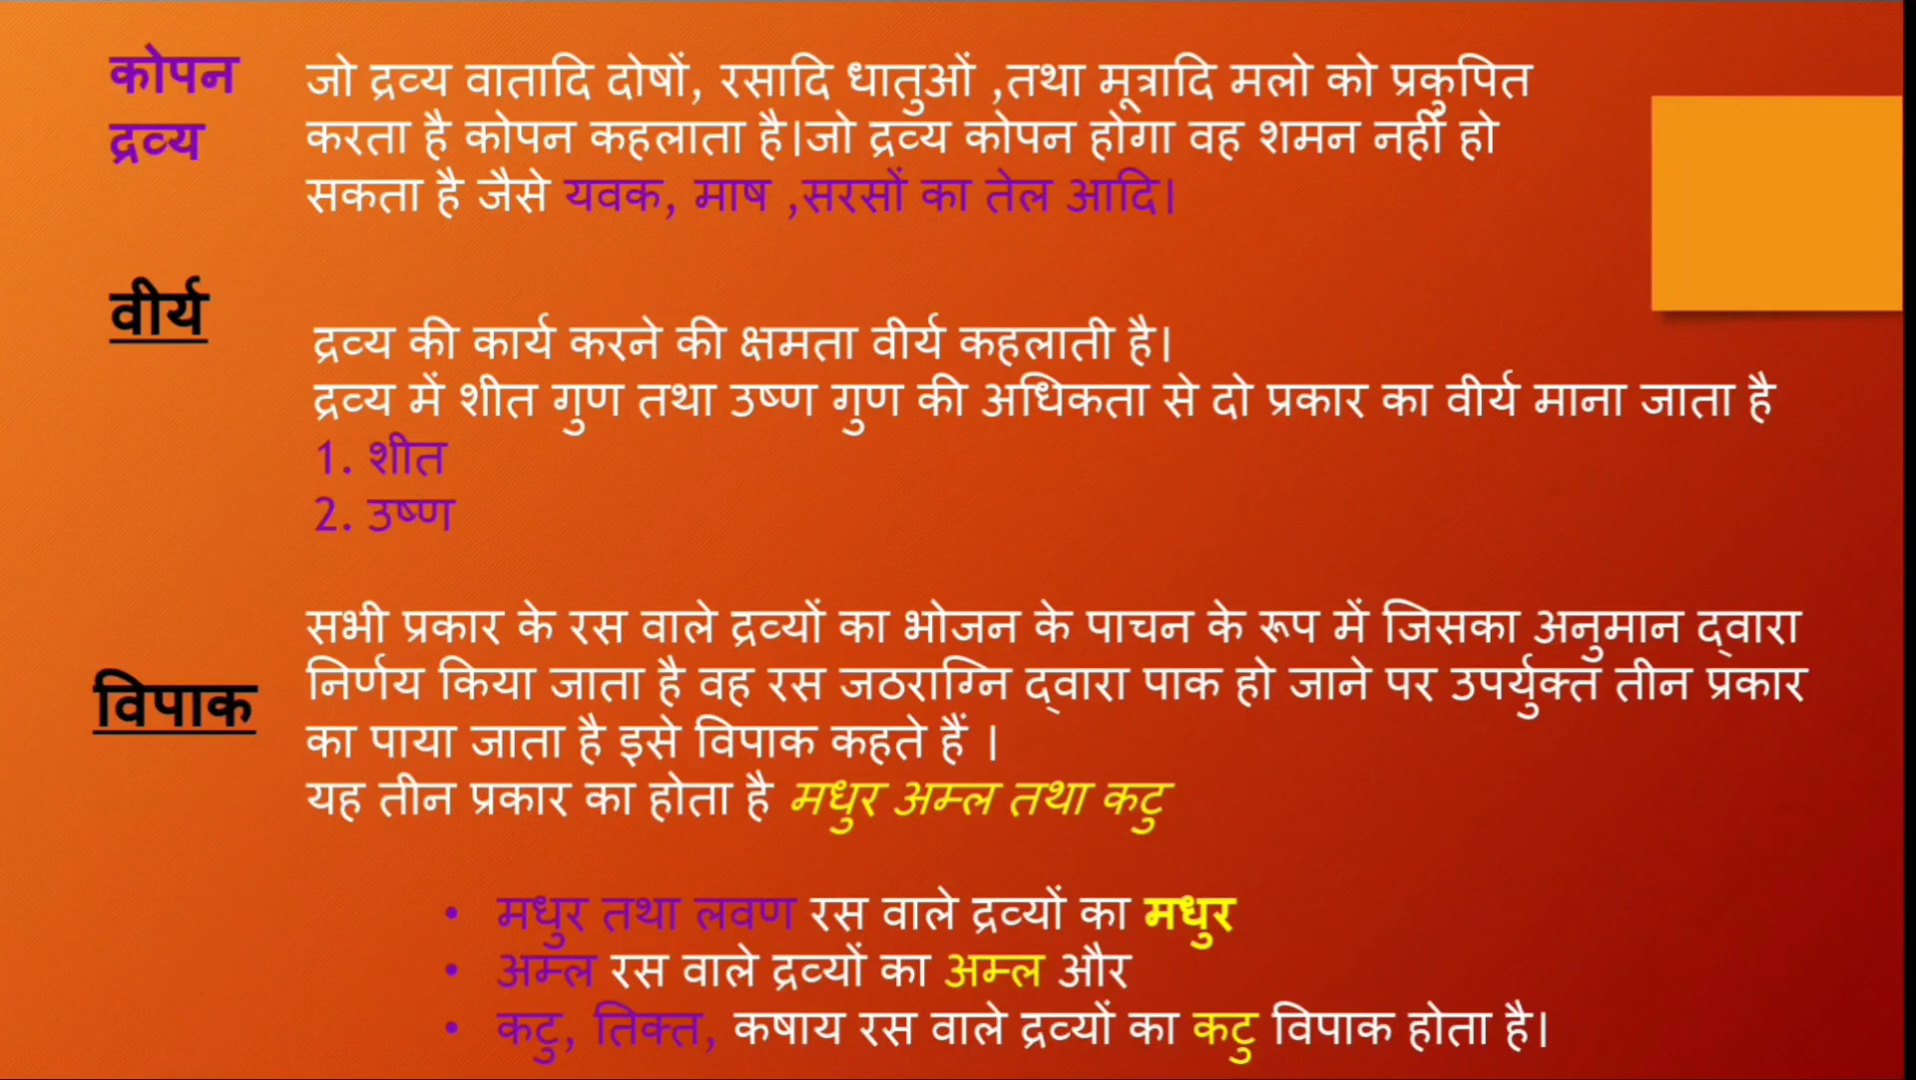 कोपन
द्रव्य
जो द्रव्य वातादि दोषों, रसादि धातुओं ,तथा मूत्रादि मलो को प्रकुपित
करता है कोपन कहलाता है।जो द्रव्य कोपन होगा वह शमन नहीं हो
सकता है जैसे यवक, माष ,सरसों का तेल आदि।
वीर्य
द्रव्य की कार्य करने की क्षमता वीर्य कहलाती है।
द्रव्य में शीत गुण तथा उष्ण गुण की अधिकता से दो प्रकार का वीर्य माना जाता है
1. शीत
2. उष्ण
विपाक
सभी प्रकार के रस वाले द्रव्यों का भोजन के पाचन के रूप में जिसका अनुमान द्वारा
निर्णय किया जाता है वह रस जठराग्नि द्वारा पाक हो जाने पर उपर्युक्त तीन प्रकार
का पाया जाता है इसे विपाक कहते हैं ।
यह तीन प्रकार का होता है मधुर अम्ल तथा कटु
• मधुर तथा लवण रस वाले द्रव्यों का मधुर
• अम्ल रस वाले द्रव्यों का अम्ल और
• कटु, तिक्त, कषाय रस वाले द्रव्यों का कटु विपाक होता है।